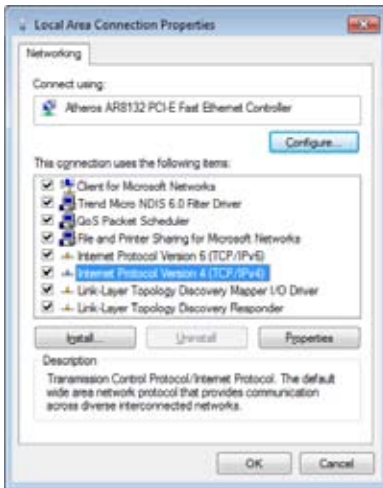 Local Area Connection Properties
Networking
Connect using:
Atheros AR8132 PCI-E Fast Ethernet Controller
Configure...
This connection uses the following items:
Client for Microsoft Networks
Trend Micro NDIS 6.0 Filter Driver
QoS Packet Scheduler
File and Printer Sharing for Microsoft Networks
Internet Protocol Version 6 (TCP/IPv6)
Internet Protocol Version 4 (TCP/IPv4)
Link-Layer Topology Discovery Mapper I/O Driver
Link-Layer Topology Discovery Responder
Install...
Uninstall
Properties
Description
Transmission Control Protocol/Internet Protocol. The default
wide area network protocol that provides communication
across diverse interconnected networks.
OK
Cancel